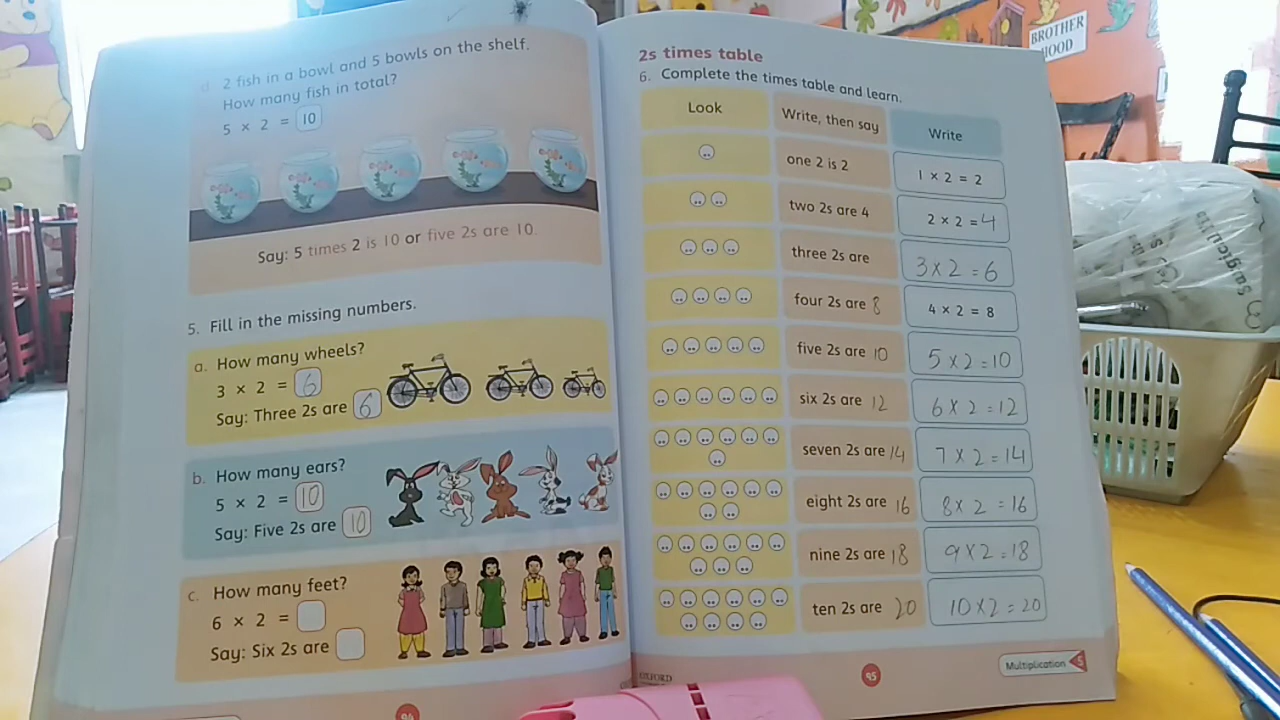 d. 2 fish in a bowl and 5 bowls on the shelf.
How many fish in total?
5 × 2 = 10
Say: 5 times 2 is 10 or five 2s are 10.
5. Fill in the missing numbers.
a. How many wheels?
3 × 2 = 6
Say: Three 2s are 6
b. How many ears?
5 × 2 = 10
Say: Five 2s are 10
c. How many feet?
6 × 2 =
Say: Six 2s are
94
2s times table
6. Complete the times table and learn.
Look Write, then say Write
one 2 is 2 1 × 2 = 2
two 2s are 4 2 × 2 = 4
three 2s are 3 × 2 = 6
four 2s are 8 4 × 2 = 8
five 2s are 10 5 × 2 = 10
six 2s are 12 6 × 2 = 12
seven 2s are 14 7 × 2 = 14
eight 2s are 16 8 × 2 = 16
nine 2s are 18 9 × 2 = 18
ten 2s are 20 10 × 2 = 20
OXFORD
95
Multiplication 5
BROTHER
HOOD